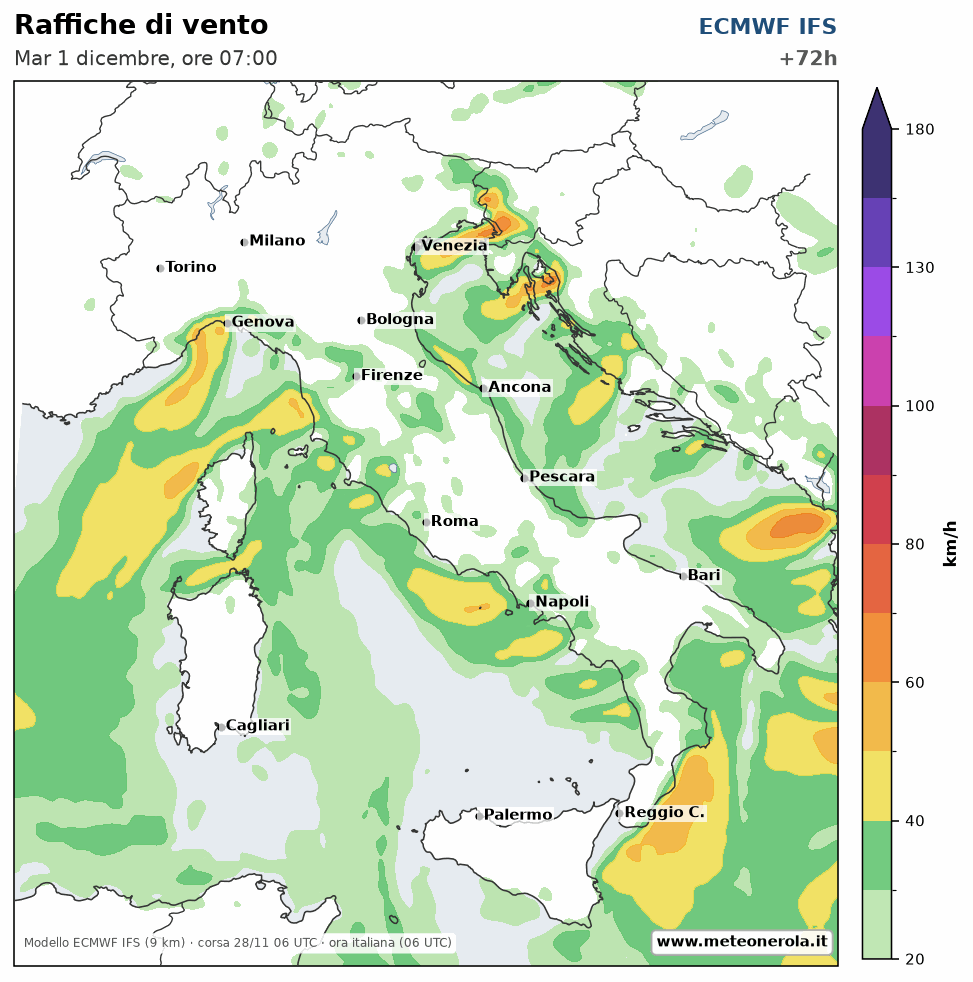 Raffiche di vento
ECMWF IFS
Mar 1 dicembre, ore 07:00
+72h
180
130
100
80
60
40
20
km/h
Milano
Venezia
Torino
Genova
Bologna
Firenze
Ancona
Pescara
Roma
Bari
Napoli
Cagliari
Palermo
Reggio C.
Modello ECMWF IFS (9 km) · corsa 28/11 06 UTC · ora italiana (06 UTC)
www.meteonerola.it